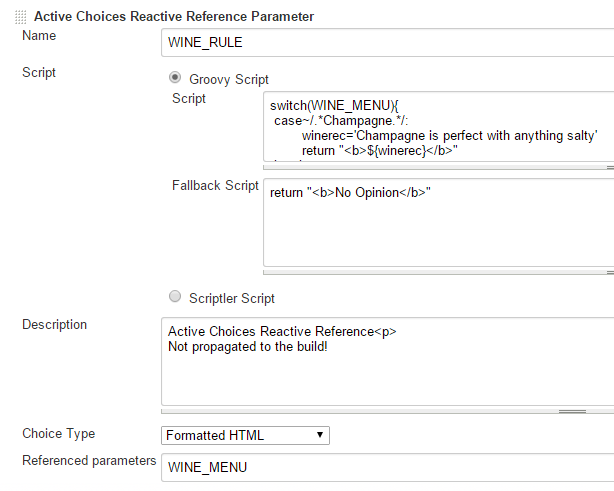 Active Choices Reactive Reference Parameter
Name
WINE_RULE
Script
Groovy Script
Script
switch(WINE_MENU){
case~/.*Champagne.*/:
winerec='Champagne is perfect with anything salty'
return "<b>${winerec}</b>"
Fallback Script
return "<b>No Opinion</b>"
Scriptler Script
Description
Active Choices Reactive Reference<p>
Not propagated to the build!
Choice Type
Formatted HTML
Referenced parameters
WINE_MENU